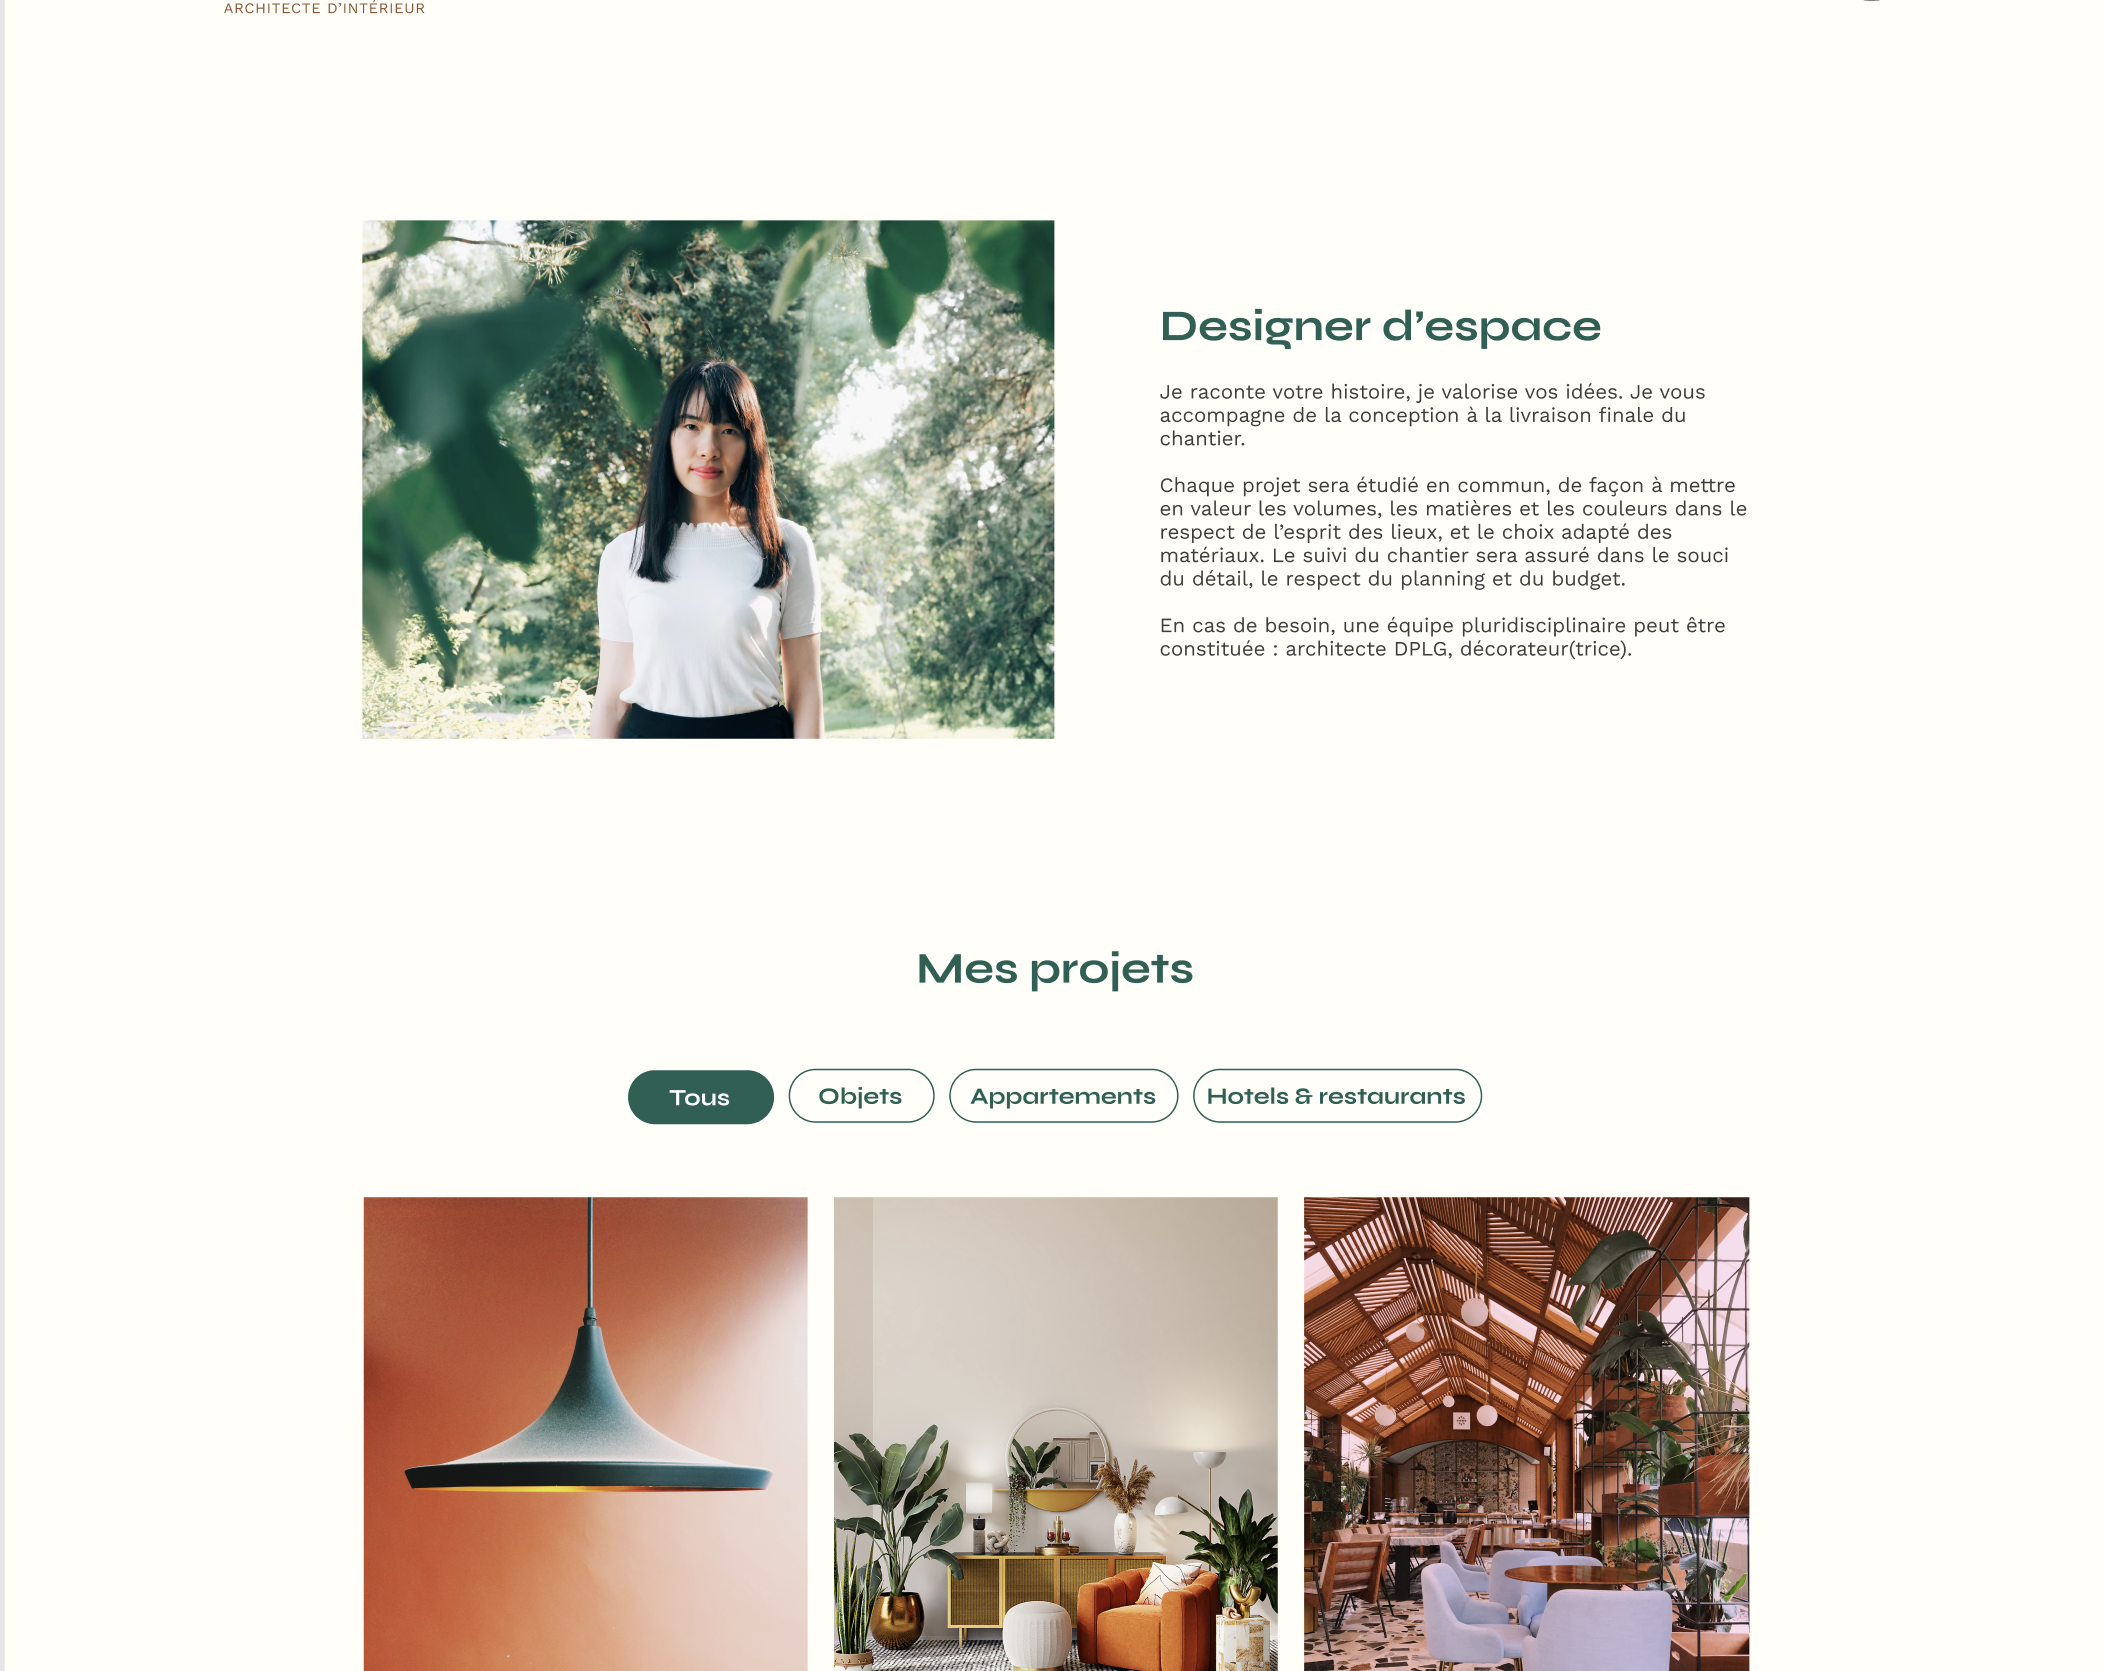 ARCHITECTE D’INTÉRIEUR
Designer d’espace
Je raconte votre histoire, je valorise vos idées. Je vous
accompagne de la conception à la livraison finale du
chantier.
Chaque projet sera étudié en commun, de façon à mettre
en valeur les volumes, les matières et les couleurs dans le
respect de l’esprit des lieux, et le choix adapté des
matériaux. Le suivi du chantier sera assuré dans le souci
du détail, le respect du planning et du budget.
En cas de besoin, une équipe pluridisciplinaire peut être
constituée : architecte DPLG, décorateur(trice).
Mes projets
Tous
Objets
Appartements
Hotels & restaurants